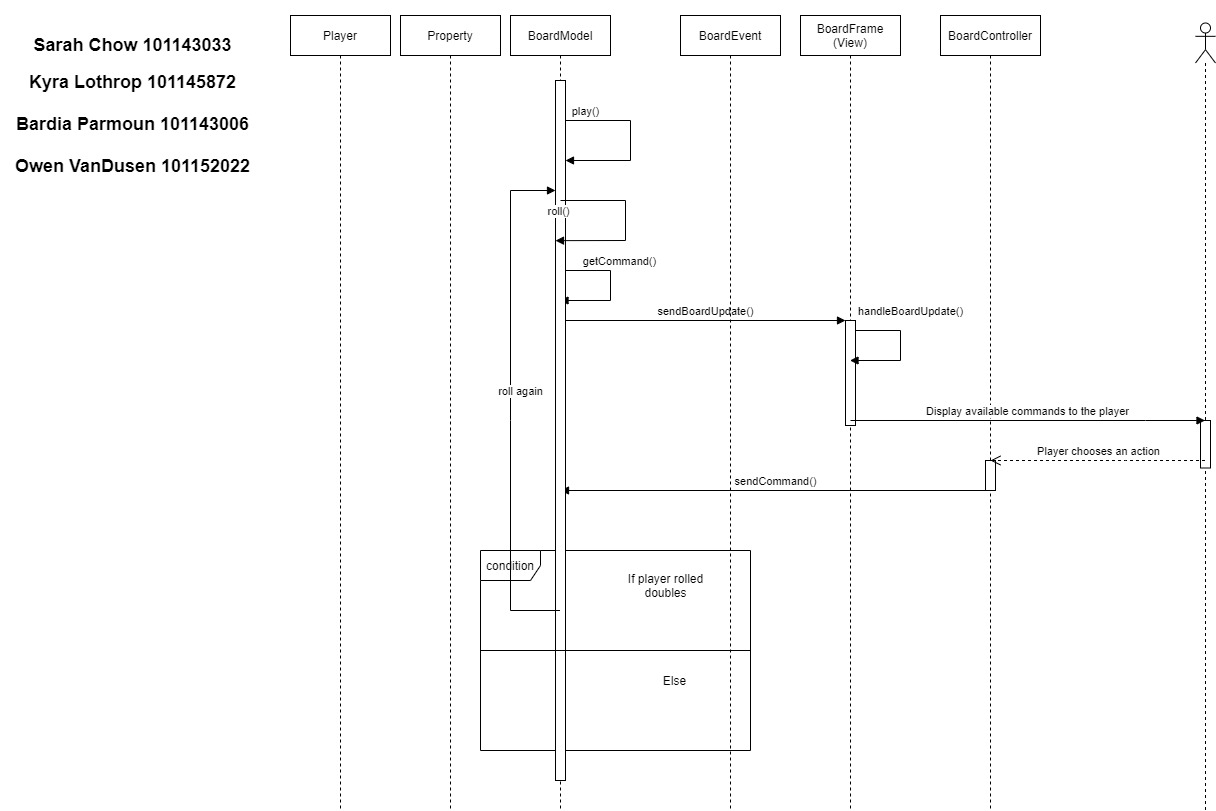 Sarah Chow 101143033
Kyra Lothrop 101145872
Bardia Parmoun 101143006
Owen VanDusen 101152022
Player
Property
BoardModel
BoardEvent
BoardFrame
(View)
BoardController
play()
roll()
getCommand()
sendBoardUpdate()
handleBoardUpdate()
roll again
Display available commands to the player
Player chooses an action
sendCommand()
condition
If player rolled
doubles
Else